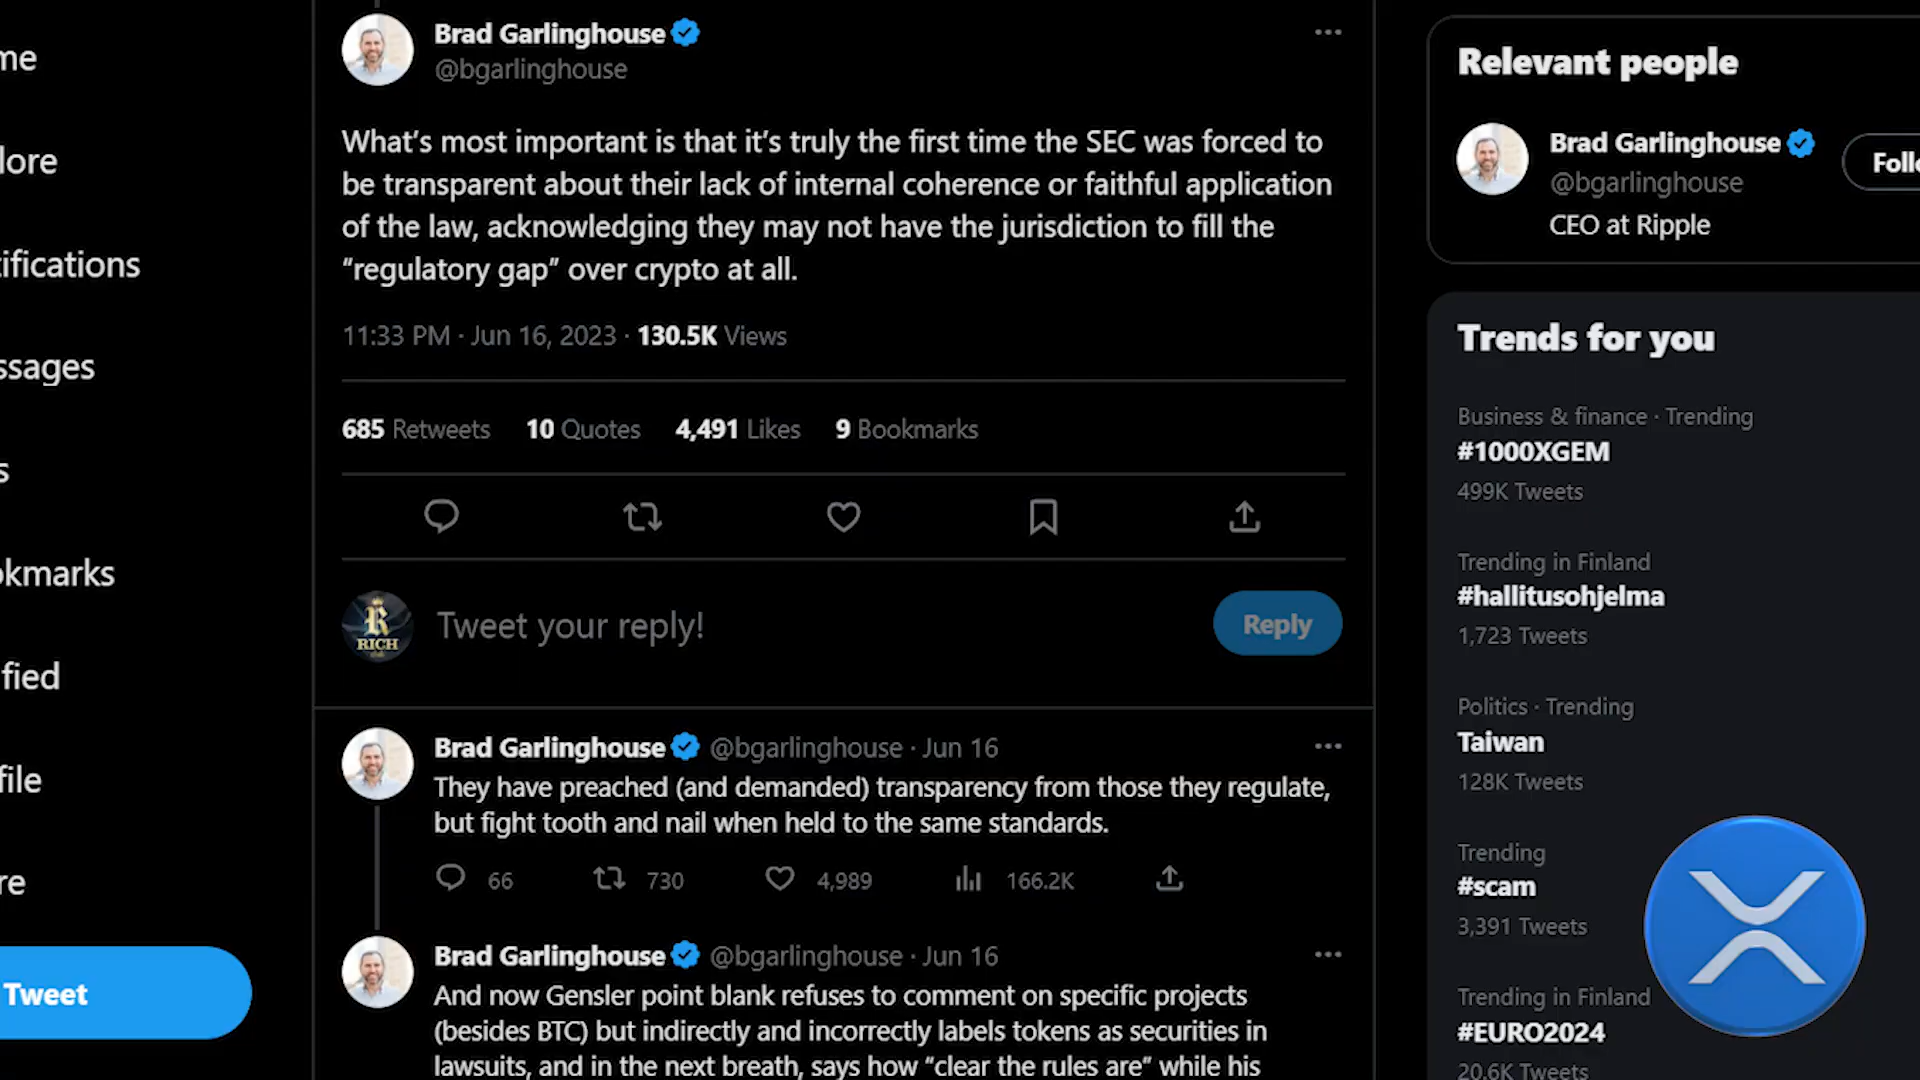 me
lore
tifications
ssages
s
okmarks
ified
file
re
Tweet
Brad Garlinghouse
@bgarlinghouse
What’s most important is that it’s truly the first time the SEC was forced to
be transparent about their lack of internal coherence or faithful application
of the law, acknowledging they may not have the jurisdiction to fill the
“regulatory gap” over crypto at all.
11:33 PM · Jun 16, 2023 · 130.5K Views
685 Retweets 10 Quotes 4,491 Likes 9 Bookmarks
R
RICH
club
Tweet your reply!
Reply
Brad Garlinghouse @bgarlinghouse · Jun 16
They have preached (and demanded) transparency from those they regulate,
but fight tooth and nail when held to the same standards.
66 730 4,989 166.2K
Brad Garlinghouse @bgarlinghouse · Jun 16
And now Gensler point blank refuses to comment on specific projects
(besides BTC) but indirectly and incorrectly labels tokens as securities in
lawsuits, and in the next breath, says how “clear the rules are” while his
Relevant people
Brad Garlinghouse
@bgarlinghouse
CEO at Ripple
Follo
Trends for you
Business & finance · Trending
#1000XGEM
499K Tweets
Trending in Finland
#hallitusohjelma
1,723 Tweets
Politics · Trending
Taiwan
128K Tweets
Trending
#scam
3,391 Tweets
Trending in Finland
#EURO2024
20.6K Tweets